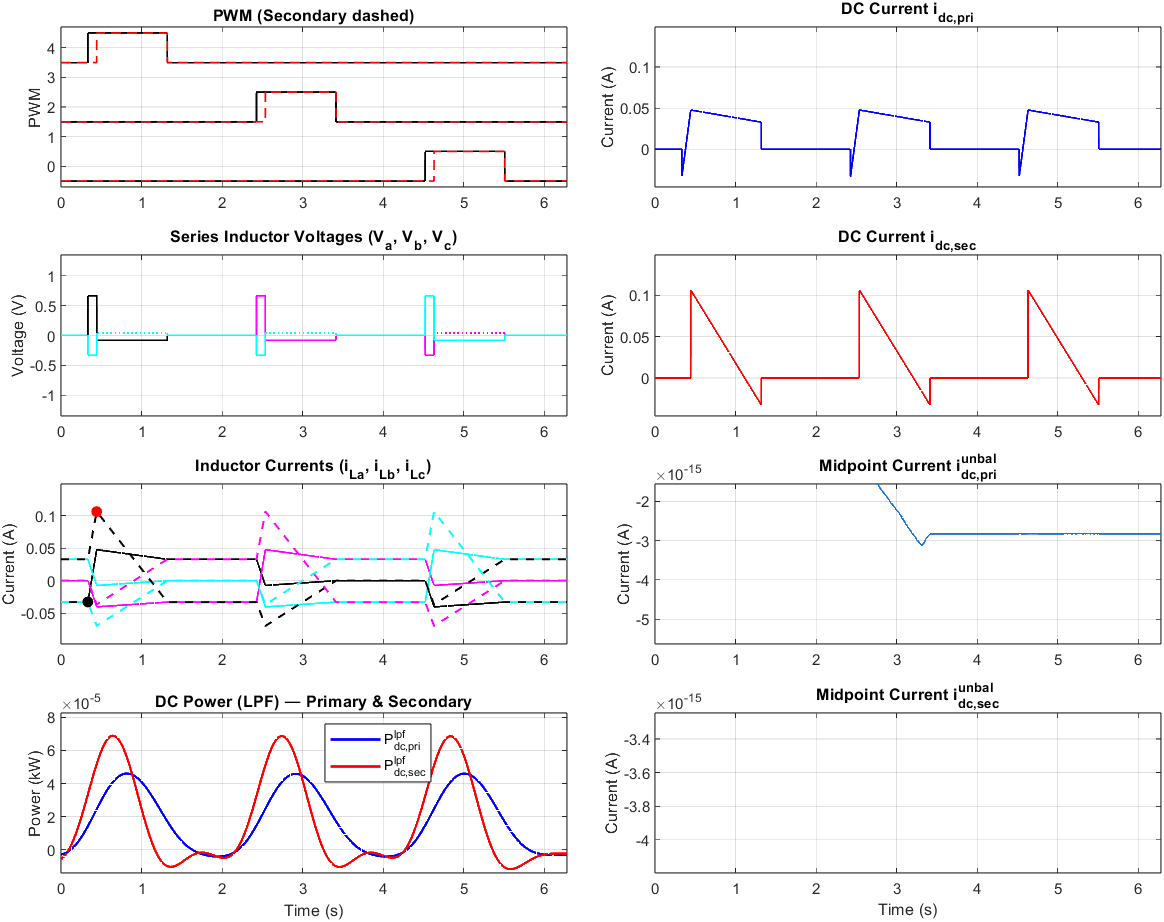 PWM (Secondary dashed)
PWM
4
3
2
1
0
0 1 2 3 4 5 6
DC Current i_dc,pri
Current (A)
0.1
0.05
0
0 1 2 3 4 5 6
Series Inductor Voltages (V_a, V_b, V_c)
Voltage (V)
1
0.5
0
-0.5
-1
0 1 2 3 4 5 6
DC Current i_dc,sec
Current (A)
0.1
0.05
0
0 1 2 3 4 5 6
Inductor Currents (i_La, i_Lb, i_Lc)
Current (A)
0.1
0.05
0
-0.05
0 1 2 3 4 5 6
Midpoint Current i^unbal_dc,pri
×10^-15
Current (A)
-2
-3
-4
-5
0 1 2 3 4 5 6
DC Power (LPF) — Primary & Secondary
×10^-5
Power (kW)
8
6
4
2
0
P^lpf_dc,pri
P^lpf_dc,sec
0 1 2 3 4 5 6
Time (s)
Midpoint Current i^unbal_dc,sec
×10^-15
Current (A)
-3.4
-3.6
-3.8
-4
0 1 2 3 4 5 6
Time (s)